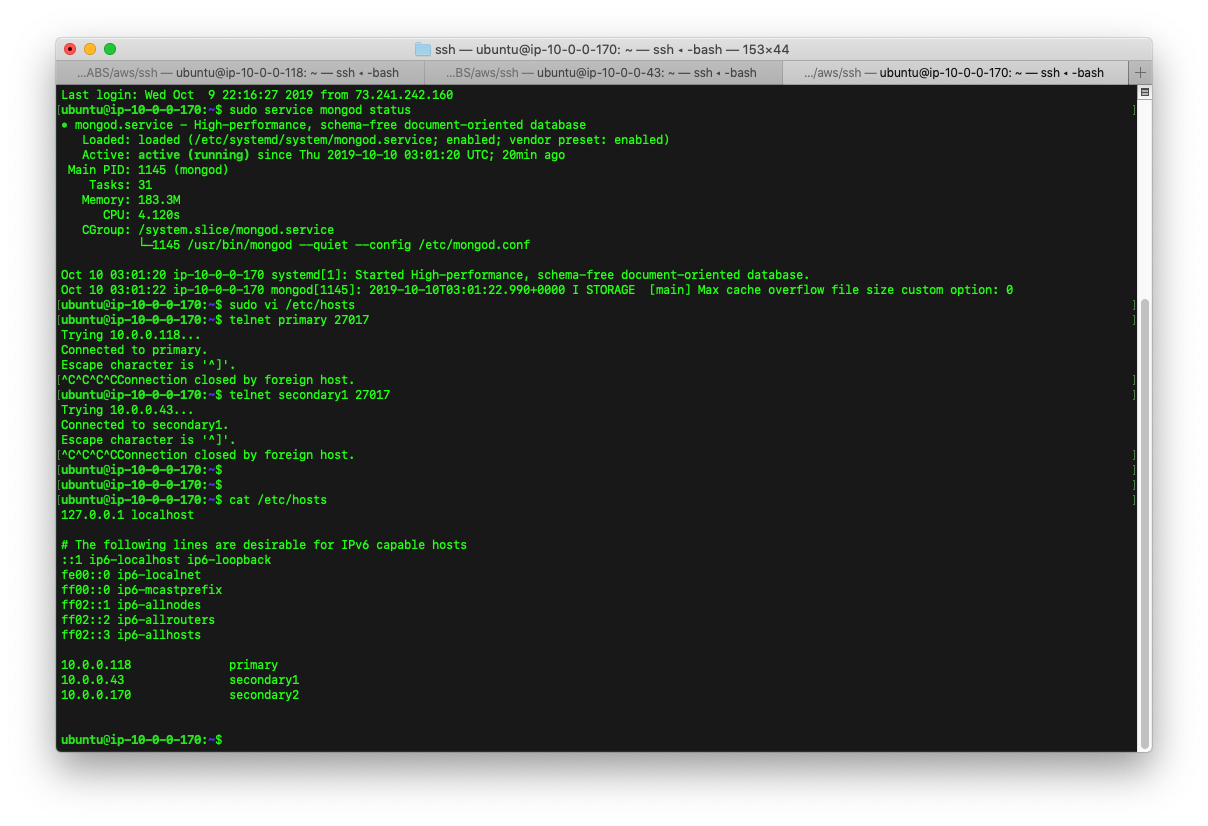 ssh — ubuntu@ip-10-0-0-170: ~ — ssh ◂ -bash — 153×44
...ABS/aws/ssh — ubuntu@ip-10-0-0-118: ~ — ssh ◂ -bash ...BS/aws/ssh — ubuntu@ip-10-0-0-43: ~ — ssh ◂ -bash .../aws/ssh — ubuntu@ip-10-0-0-170: ~ — ssh ◂ -bash +
Last login: Wed Oct  9 22:16:27 2019 from 73.241.242.160
[ubuntu@ip-10-0-0-170:~$ sudo service mongod status ]
● mongod.service - High-performance, schema-free document-oriented database
   Loaded: loaded (/etc/systemd/system/mongod.service; enabled; vendor preset: enabled)
   Active: active (running) since Thu 2019-10-10 03:01:20 UTC; 20min ago
 Main PID: 1145 (mongod)
    Tasks: 31
   Memory: 183.3M
      CPU: 4.120s
   CGroup: /system.slice/mongod.service
           └─1145 /usr/bin/mongod --quiet --config /etc/mongod.conf
Oct 10 03:01:20 ip-10-0-0-170 systemd[1]: Started High-performance, schema-free document-oriented database.
Oct 10 03:01:22 ip-10-0-0-170 mongod[1145]: 2019-10-10T03:01:22.990+0000 I STORAGE  [main] Max cache overflow file size custom option: 0
[ubuntu@ip-10-0-0-170:~$ sudo vi /etc/hosts ]
[ubuntu@ip-10-0-0-170:~$ telnet primary 27017 ]
Trying 10.0.0.118...
Connected to primary.
Escape character is '^]'.
[^C^C^C^CConnection closed by foreign host. ]
[ubuntu@ip-10-0-0-170:~$ telnet secondary1 27017 ]
Trying 10.0.0.43...
Connected to secondary1.
Escape character is '^]'.
[^C^C^C^CConnection closed by foreign host. ]
[ubuntu@ip-10-0-0-170:~$ ]
[ubuntu@ip-10-0-0-170:~$ ]
[ubuntu@ip-10-0-0-170:~$ cat /etc/hosts ]
127.0.0.1 localhost
# The following lines are desirable for IPv6 capable hosts
::1 ip6-localhost ip6-loopback
fe00::0 ip6-localnet
ff00::0 ip6-mcastprefix
ff02::1 ip6-allnodes
ff02::2 ip6-allrouters
ff02::3 ip6-allhosts
10.0.0.118              primary
10.0.0.43               secondary1
10.0.0.170              secondary2
ubuntu@ip-10-0-0-170:~$